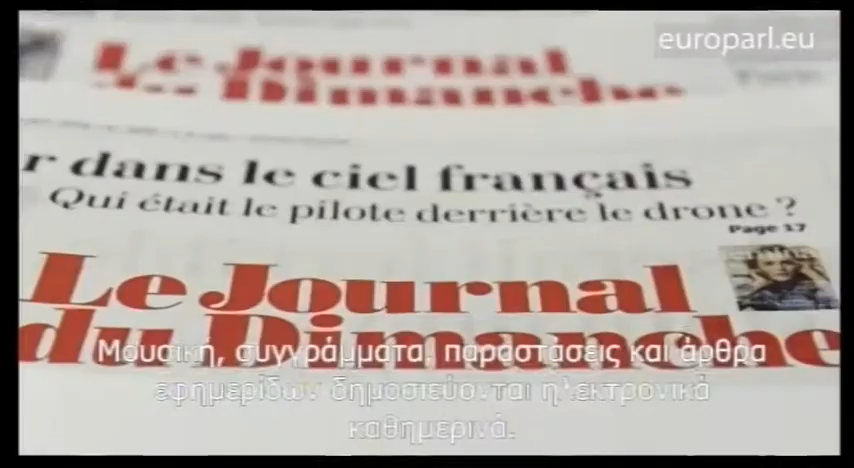 europarl.eu
Le Journal
du Dimanche
r dans le ciel français
Qui était le pilote derrière le drone ?
Page 17
Le Journal
du Dimanche
Μουσική, συγγράμματα, παραστάσεις και άρθρα
εφημερίδων δημοσιεύονται ηλεκτρονικά
καθημερινά.